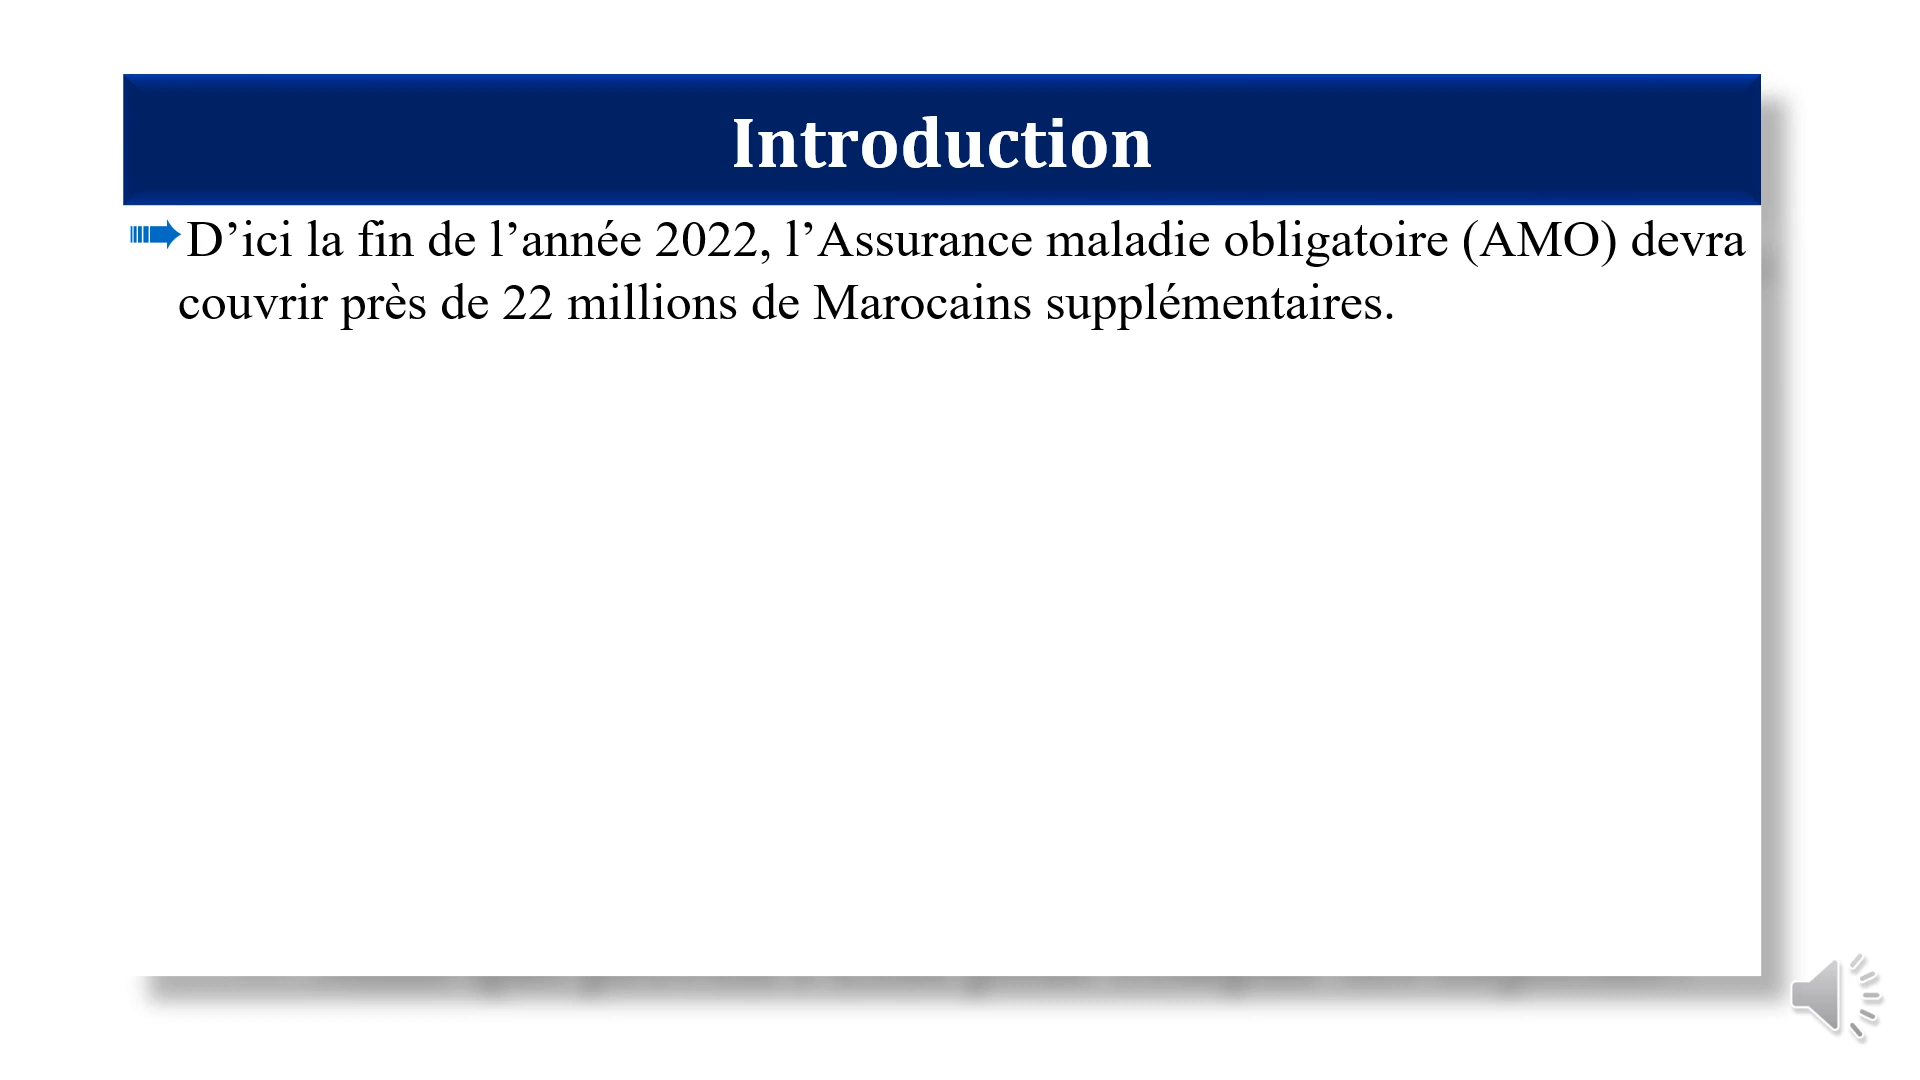 Introduction
D’ici la fin de l’année 2022, l’Assurance maladie obligatoire (AMO) devra
couvrir près de 22 millions de Marocains supplémentaires.